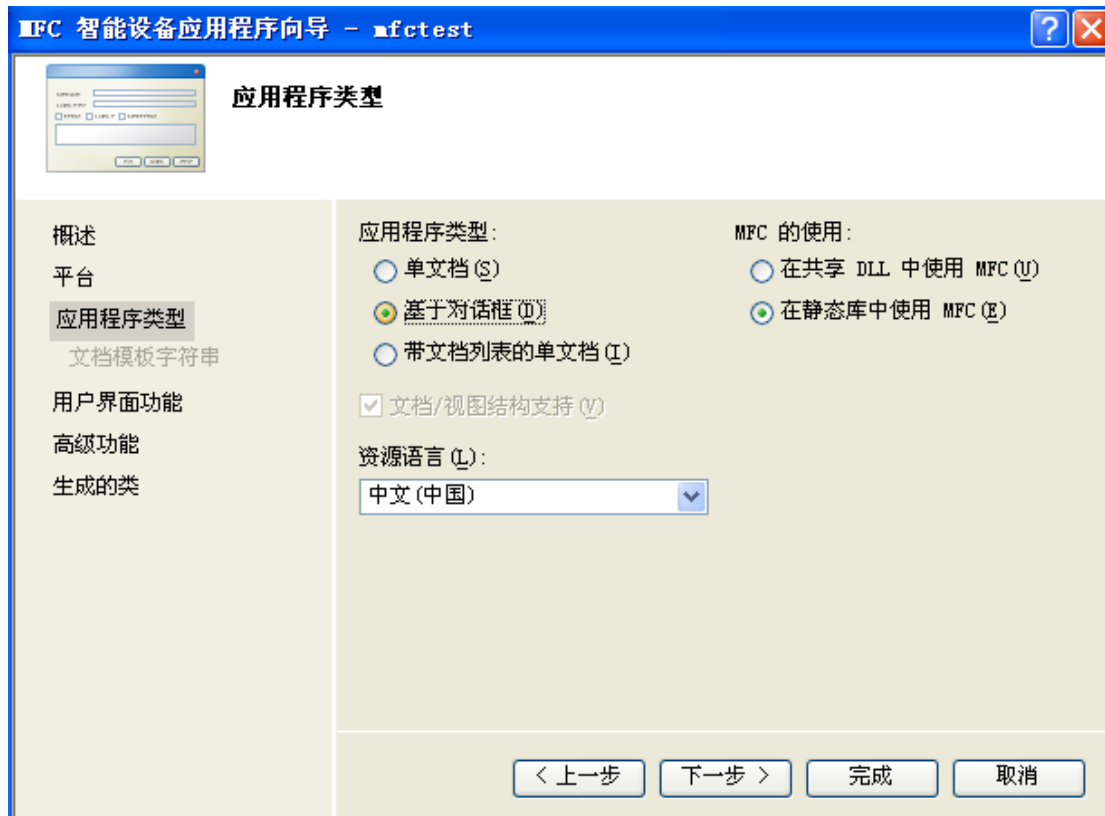 MFC 智能设备应用程序向导 - mfctest
应用程序类型
概述
平台
应用程序类型
文档模板字符串
用户界面功能
高级功能
生成的类
应用程序类型:
单文档(S)
基于对话框(D)
带文档列表的单文档(I)
文档/视图结构支持(V)
资源语言(L):
中文(中国)
MFC 的使用:
在共享 DLL 中使用 MFC(U)
在静态库中使用 MFC(E)
< 上一步
下一步 >
完成
取消